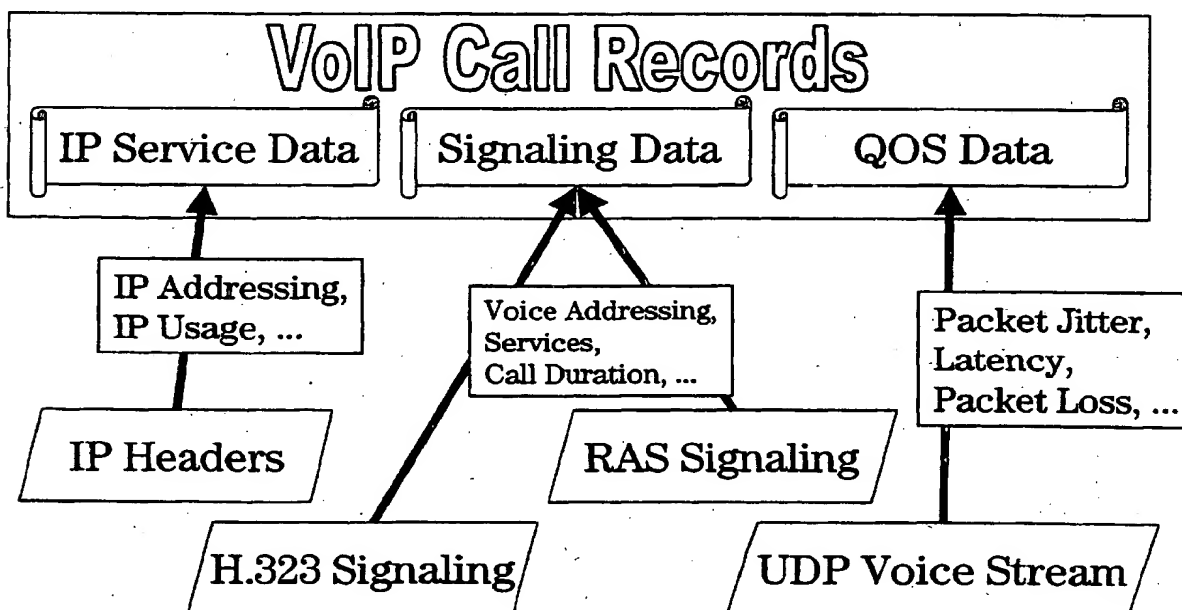 VoIP Call Records
IP Service Data
Signaling Data
QOS Data
IP Addressing,
IP Usage, ...
Voice Addressing,
Services,
Call Duration, ...
Packet Jitter,
Latency,
Packet Loss, ...
IP Headers
RAS Signaling
H.323 Signaling
UDP Voice Stream